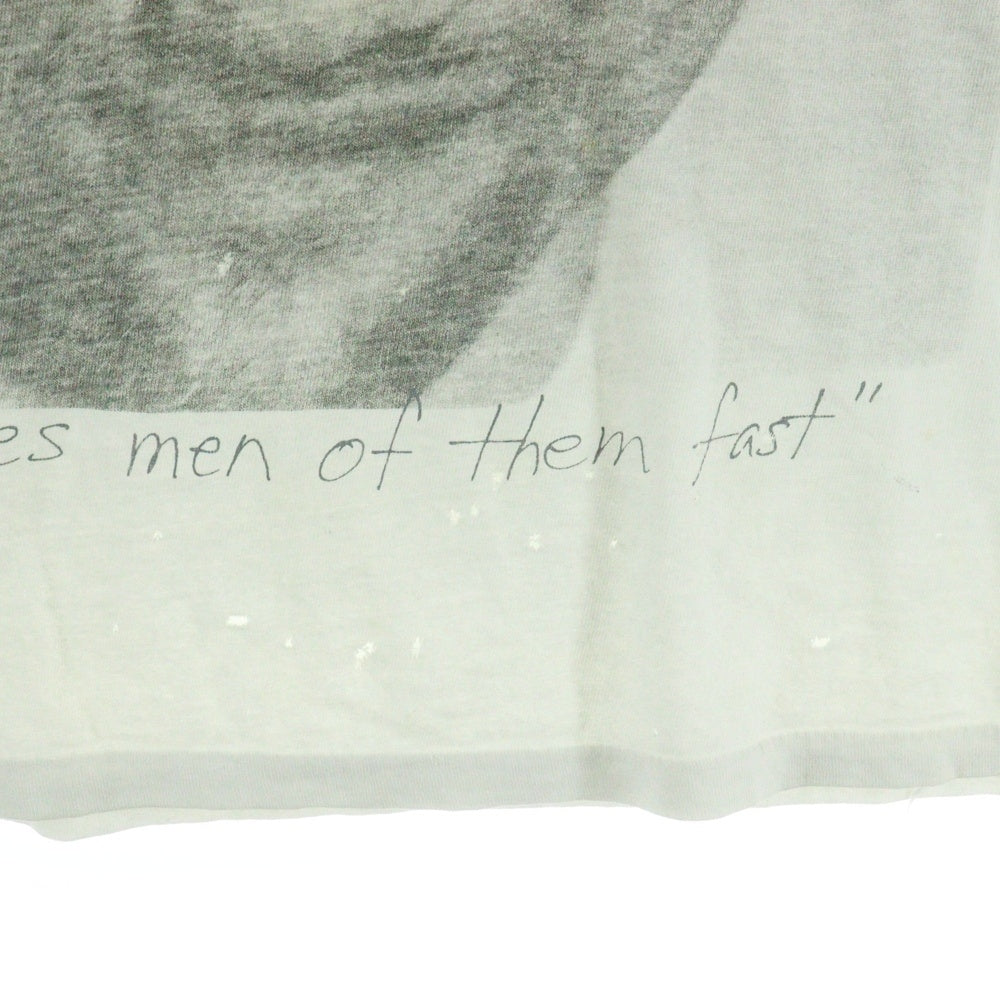 es men of them fast"